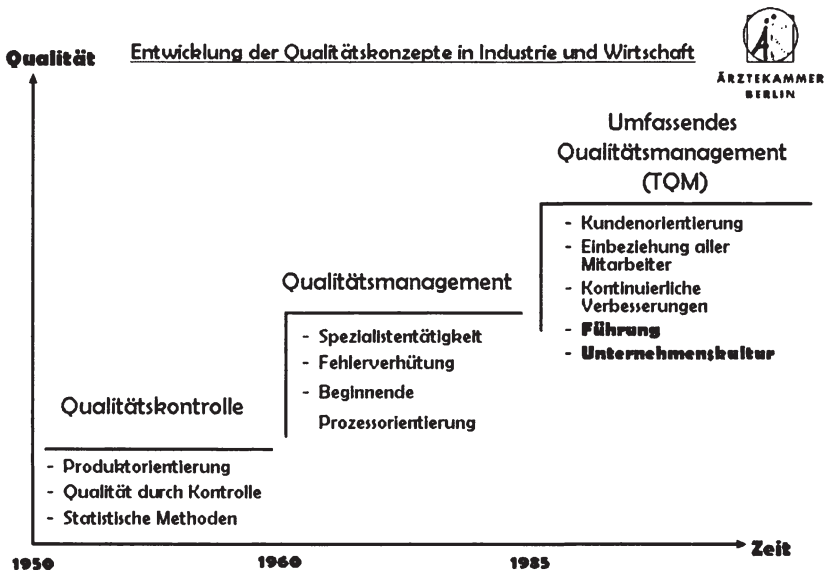 Entwicklung der Qualitätskonzepte in Industrie und Wirtschaft
ÄRZTEKAMMER
BERLIN
Qualität
Umfassendes
Qualitätsmanagement
(TQM)
- Kundenorientierung
- Einbeziehung aller
Mitarbeiter
- Kontinuierliche
Verbesserungen
- Führung
- Unternehmenskultur
Qualitätsmanagement
- Spezialistentätigkeit
- Fehlerverhütung
- Beginnende
Prozessorientierung
Qualitätskontrolle
- Produktorientierung
- Qualität durch Kontrolle
- Statistische Methoden
Zeit
1950
1960
1985